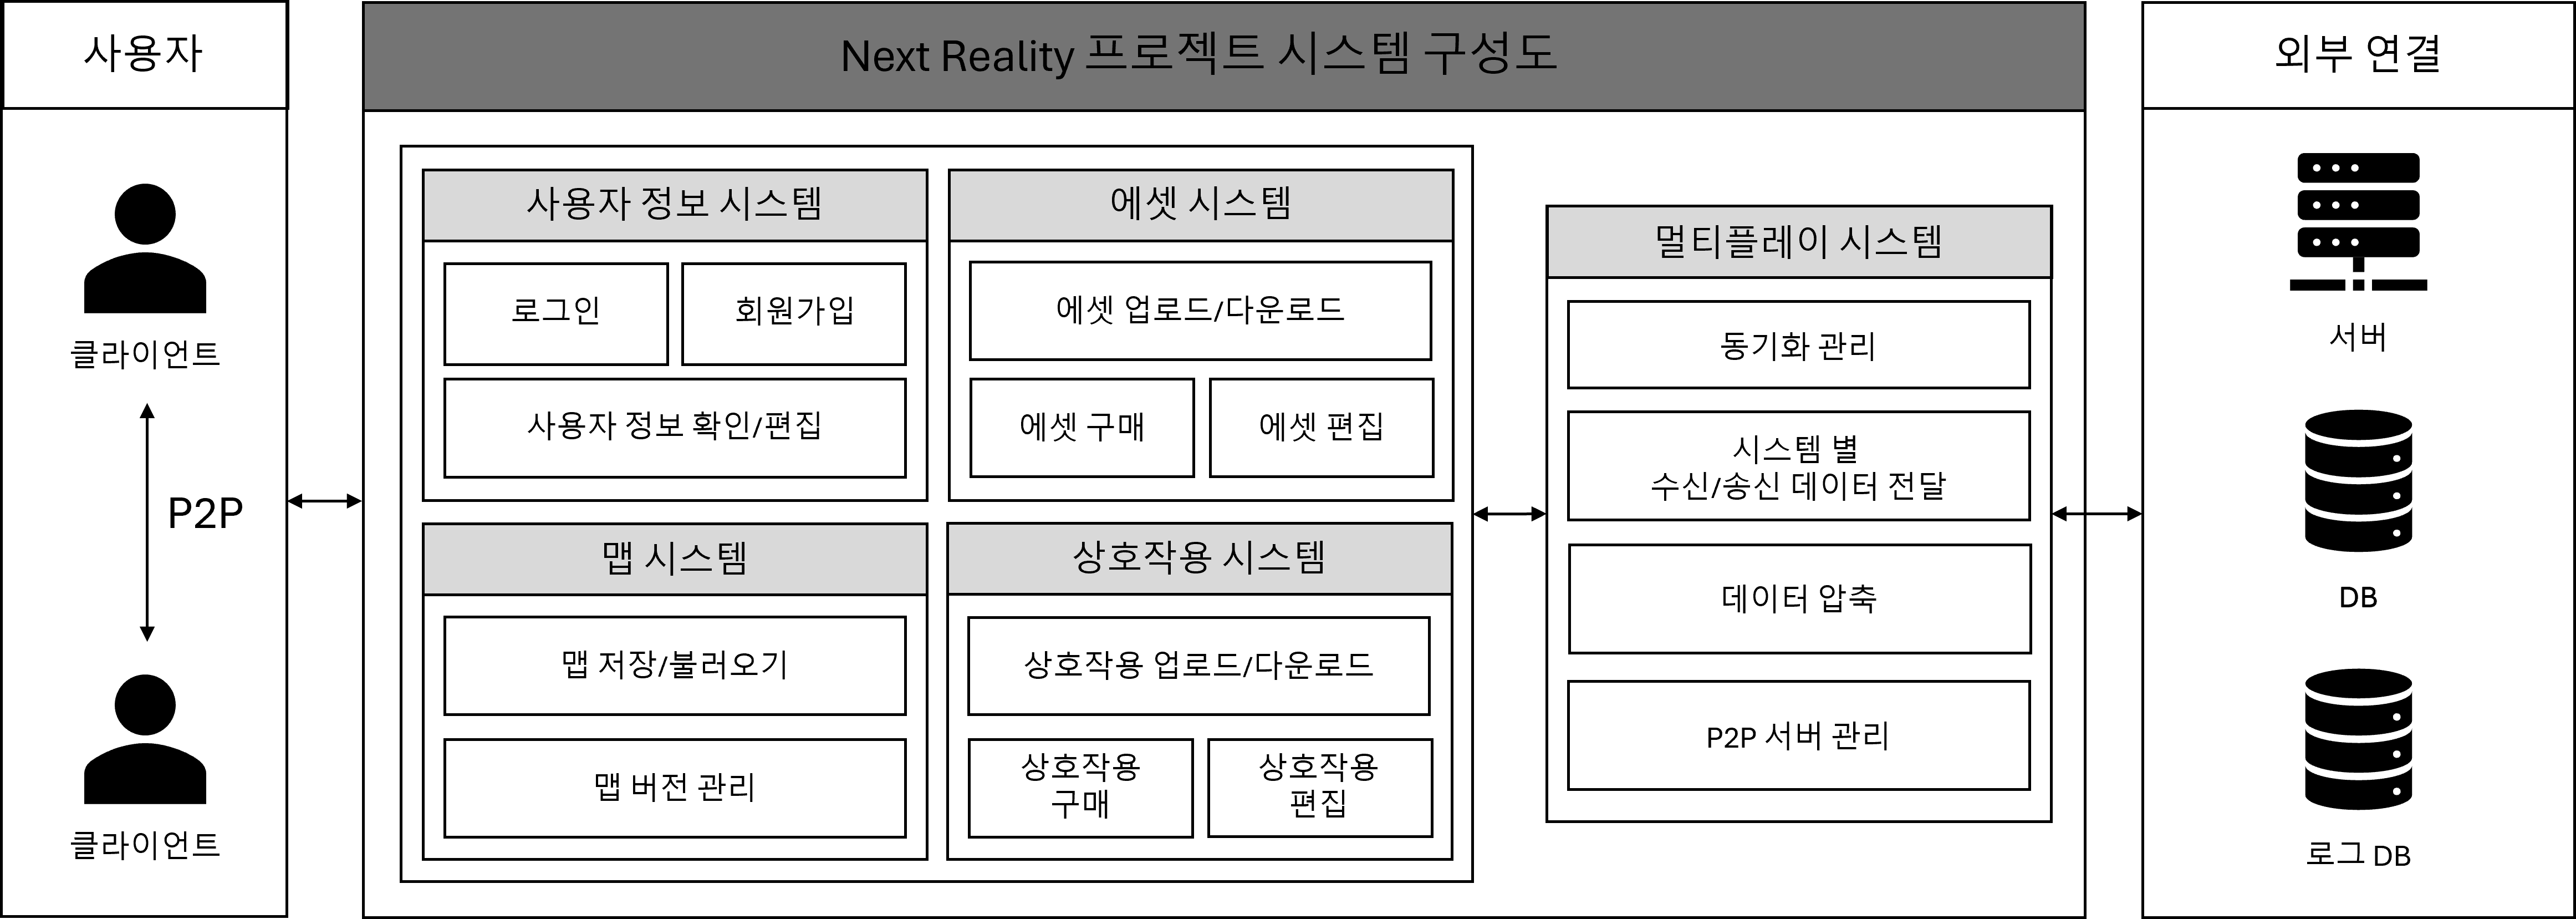 사용자
클라이언트
P2P
클라이언트
Next Reality 프로젝트 시스템 구성도
사용자 정보 시스템
로그인
회원가입
사용자 정보 확인/편집
에셋 시스템
에셋 업로드/다운로드
에셋 구매
에셋 편집
맵 시스템
맵 저장/불러오기
맵 버전 관리
상호작용 시스템
상호작용 업로드/다운로드
상호작용
구매
상호작용
편집
멀티플레이 시스템
동기화 관리
시스템 별
수신/송신 데이터 전달
데이터 압축
P2P 서버 관리
외부 연결
서버
DB
로그 DB